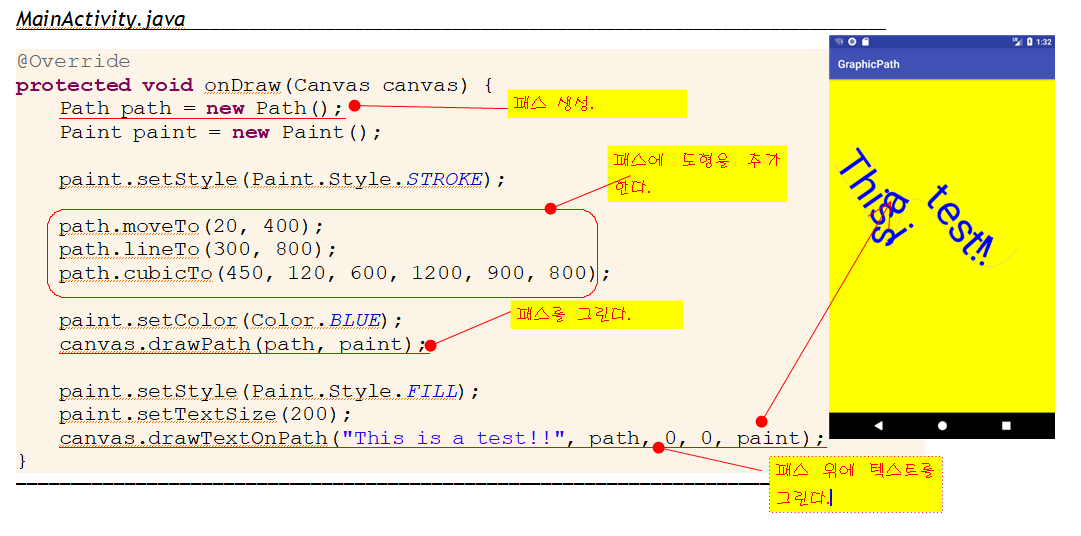 MainActivity.java
@Override
protected void onDraw(Canvas canvas) {
Path path = new Path();
패스 생성.
Paint paint = new Paint();
패스에 도형을 추가
한다.
paint.setStyle(Paint.Style.STROKE);
path.moveTo(20, 400);
path.lineTo(300, 800);
path.cubicTo(450, 120, 600, 1200, 900, 800);
패스를 그린다.
paint.setColor(Color.BLUE);
canvas.drawPath(path, paint);
paint.setStyle(Paint.Style.FILL);
paint.setTextSize(200);
canvas.drawTextOnPath("This is a test!!", path, 0, 0, paint);
}
패스 위에 텍스트를
그린다.
1:32
GraphicPath
This is a test!!